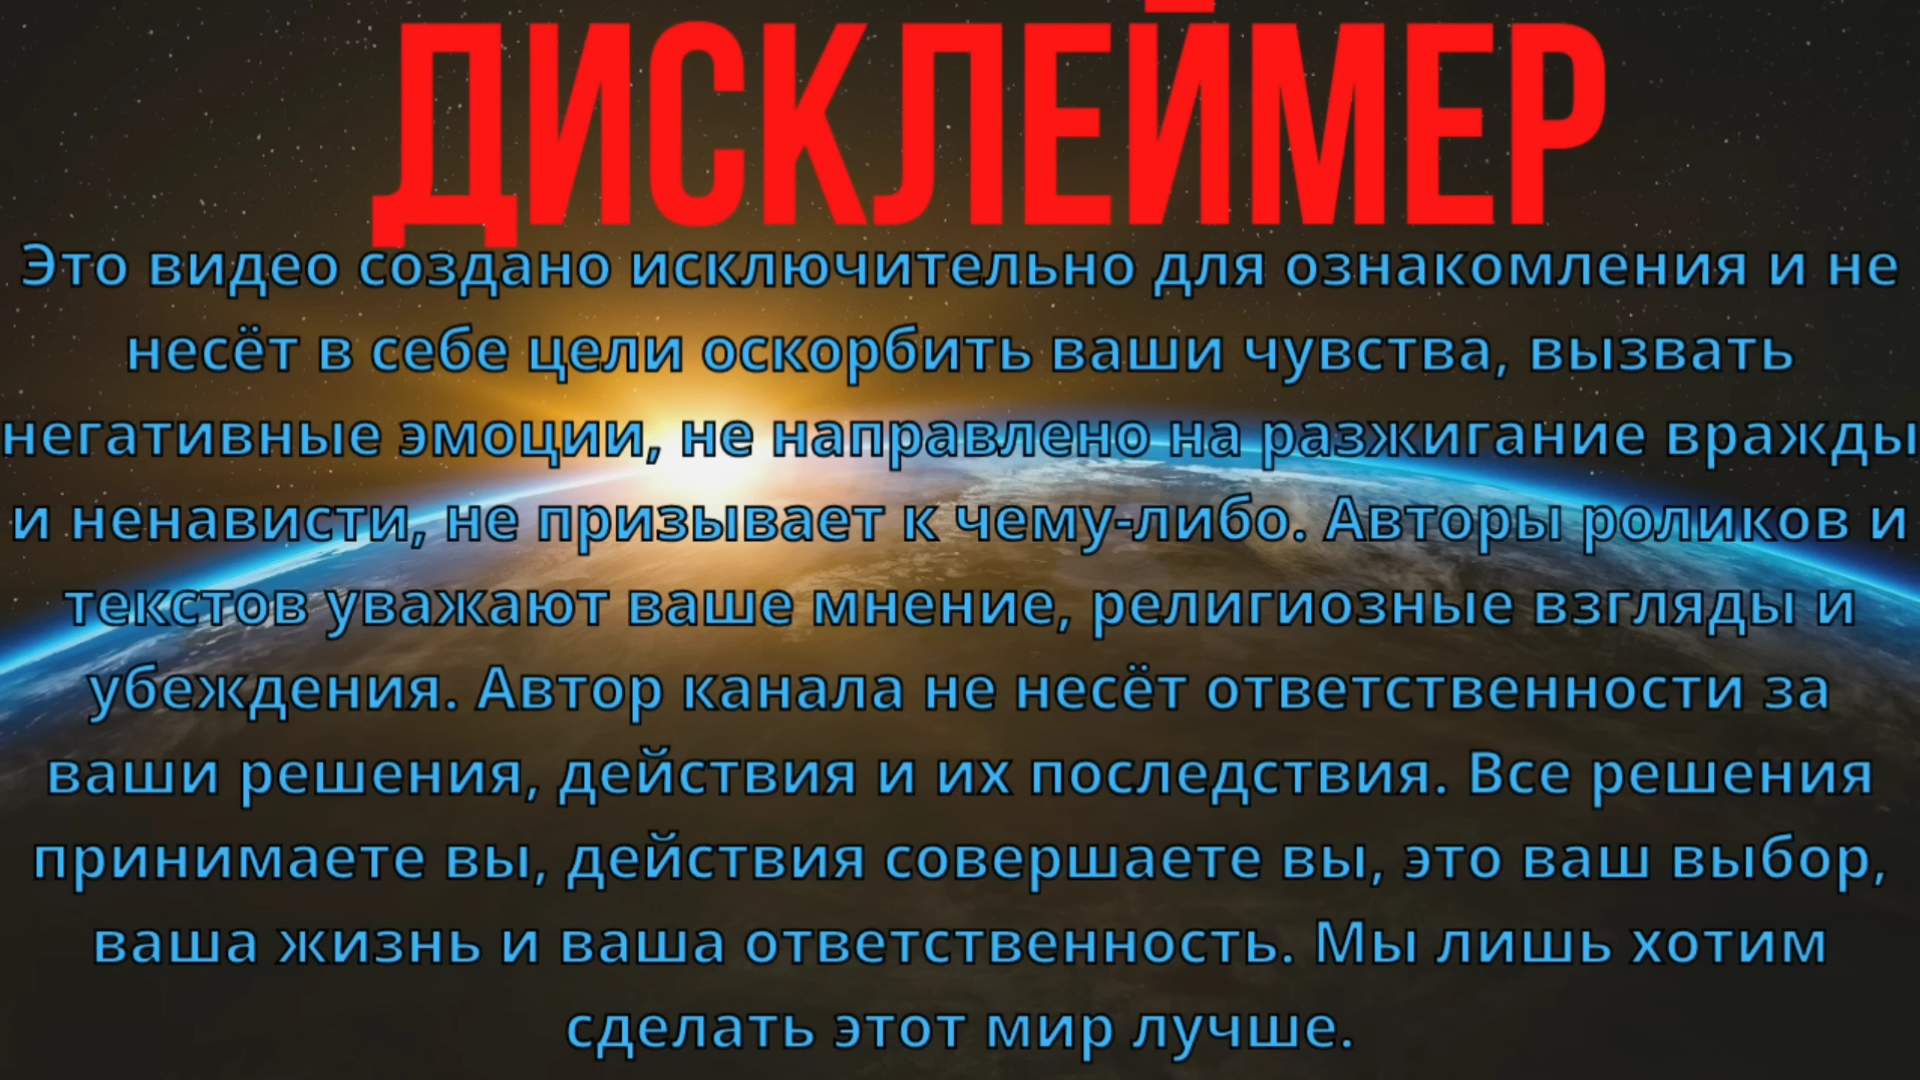 ДИСКЛЕЙМЕР
Это видео создано исключительно для ознакомления и не
несёт в себе цели оскорбить ваши чувства, вызвать
негативные эмоции, не направлено на разжигание вражды
и ненависти, не призывает к чему-либо. Авторы роликов и
текстов уважают ваше мнение, религиозные взгляды и
убеждения. Автор канала не несёт ответственности за
ваши решения, действия и их последствия. Все решения
принимаете вы, действия совершаете вы, это ваш выбор,
ваша жизнь и ваша ответственность. Мы лишь хотим
сделать этот мир лучше.